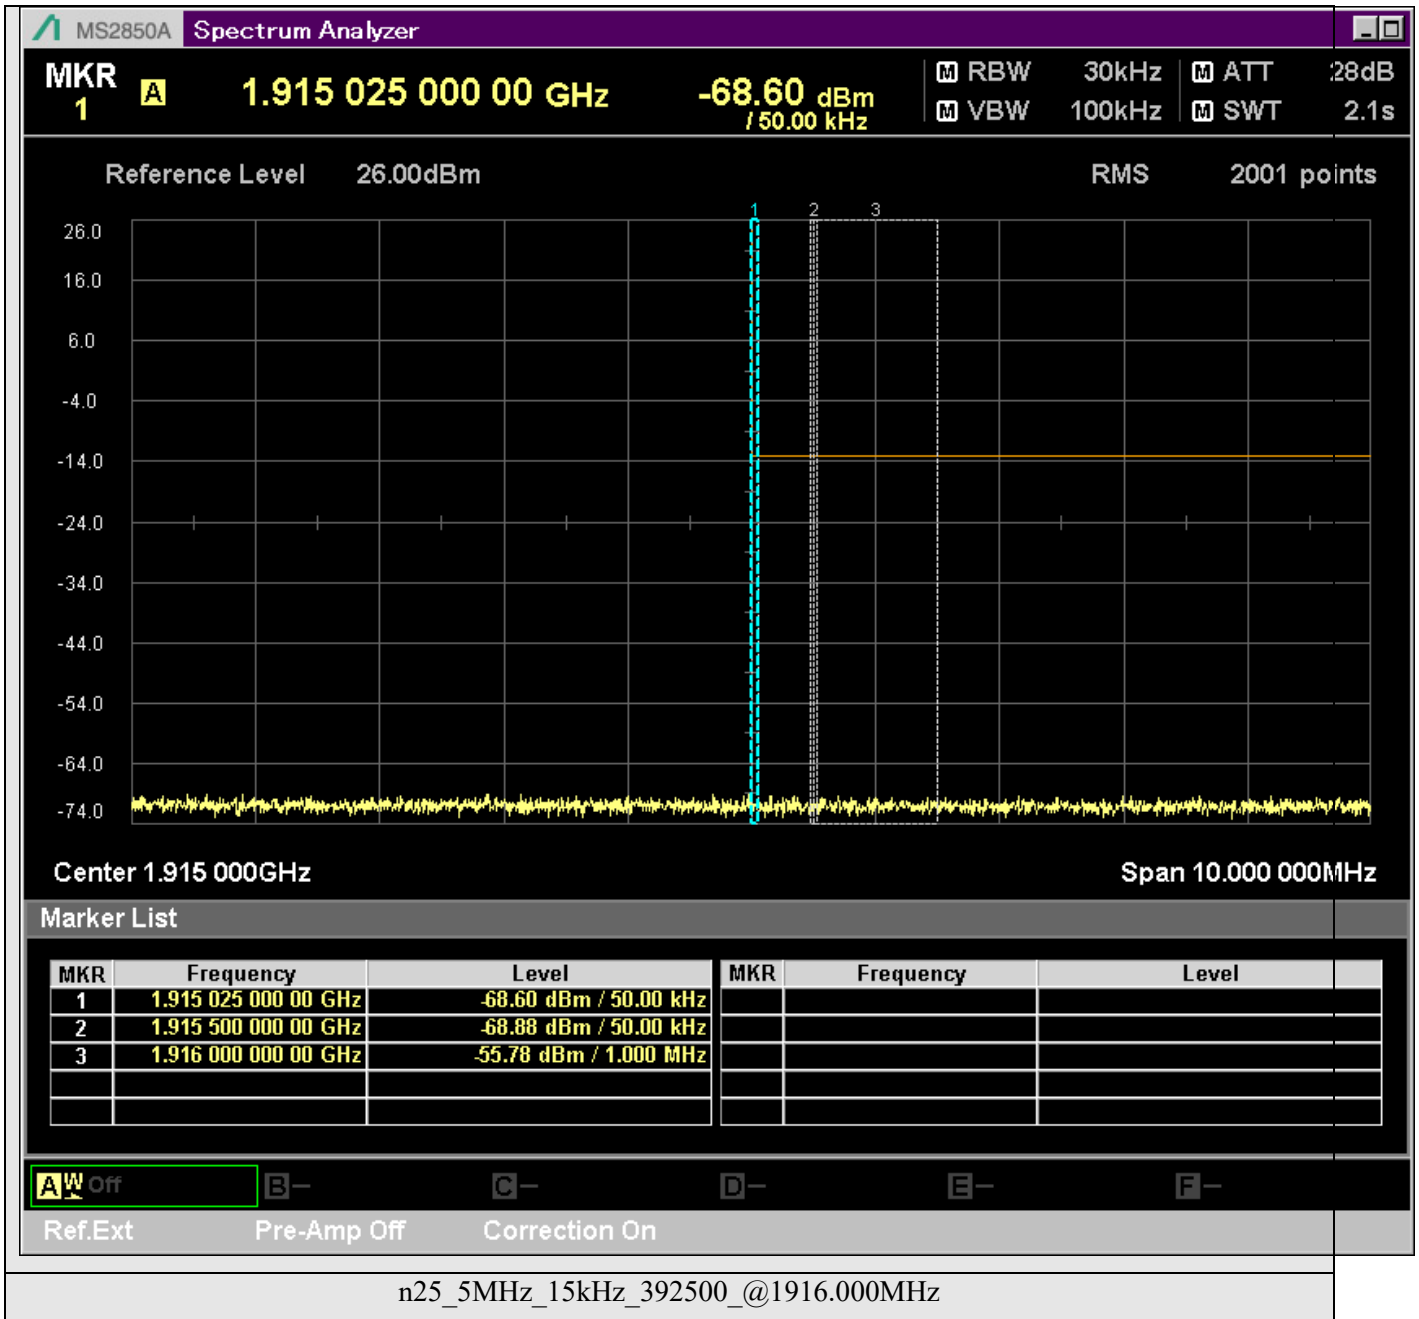 MS2850A Spectrum Analyzer
MKR 1 A 1.915 025 000 00 GHz -68.60 dBm / 50.00 kHz
M RBW 30kHz M ATT 28dB
M VBW 100kHz M SWT 2.1s
Reference Level 26.00dBm RMS 2001 points
1 2 3
26.0
16.0
6.0
-4.0
-14.0
-24.0
-34.0
-44.0
-54.0
-64.0
-74.0
Center 1.915 000GHz Span 10.000 000MHz
Marker List
MKR Frequency Level MKR Frequency Level
1 1.915 025 000 00 GHz -68.60 dBm / 50.00 kHz
2 1.915 500 000 00 GHz -68.88 dBm / 50.00 kHz
3 1.916 000 000 00 GHz -55.78 dBm / 1.000 MHz
A W Off B - C - D - E - F -
Ref.Ext Pre-Amp Off Correction On
n25_5MHz_15kHz_392500_@1916.000MHz